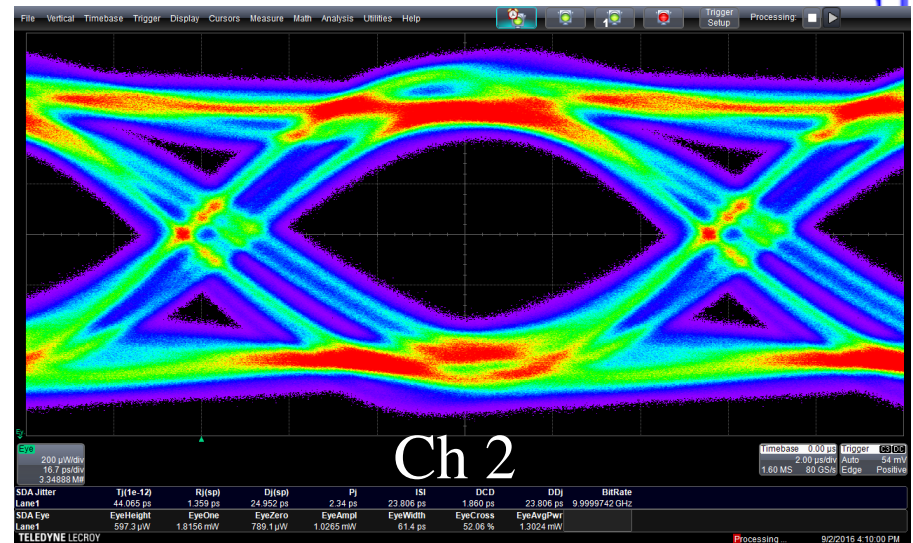 File Vertical Timebase Trigger Display Cursors Measure Math Analysis Utilities Help 1 Trigger Setup Processing:
Ch 2
Eye
200 µW/div
16.7 ps/div
3.34888 M#
Timebase 0.00 µs
2.00 µs/div
1.60 MS 80 GS/s
Trigger C3 DC
Auto 54 mV
Edge Positive
SDA Jitter Tj(1e-12) Rj(sp) Dj(sp) Pj ISI DCD DDj BitRate
Lane1 44.065 ps 1.359 ps 24.952 ps 2.34 ps 23.806 ps 1.860 ps 23.806 ps 9.9999742 GHz
SDA Eye EyeHeight EyeOne EyeZero EyeAmpl EyeWidth EyeCross EyeAvgPwr
Lane1 597.3 µW 1.8156 mW 789.1 µW 1.0265 mW 61.4 ps 52.06 % 1.3024 mW
TELEDYNE LECROY Processing ... 9/2/2016 4:10:00 PM